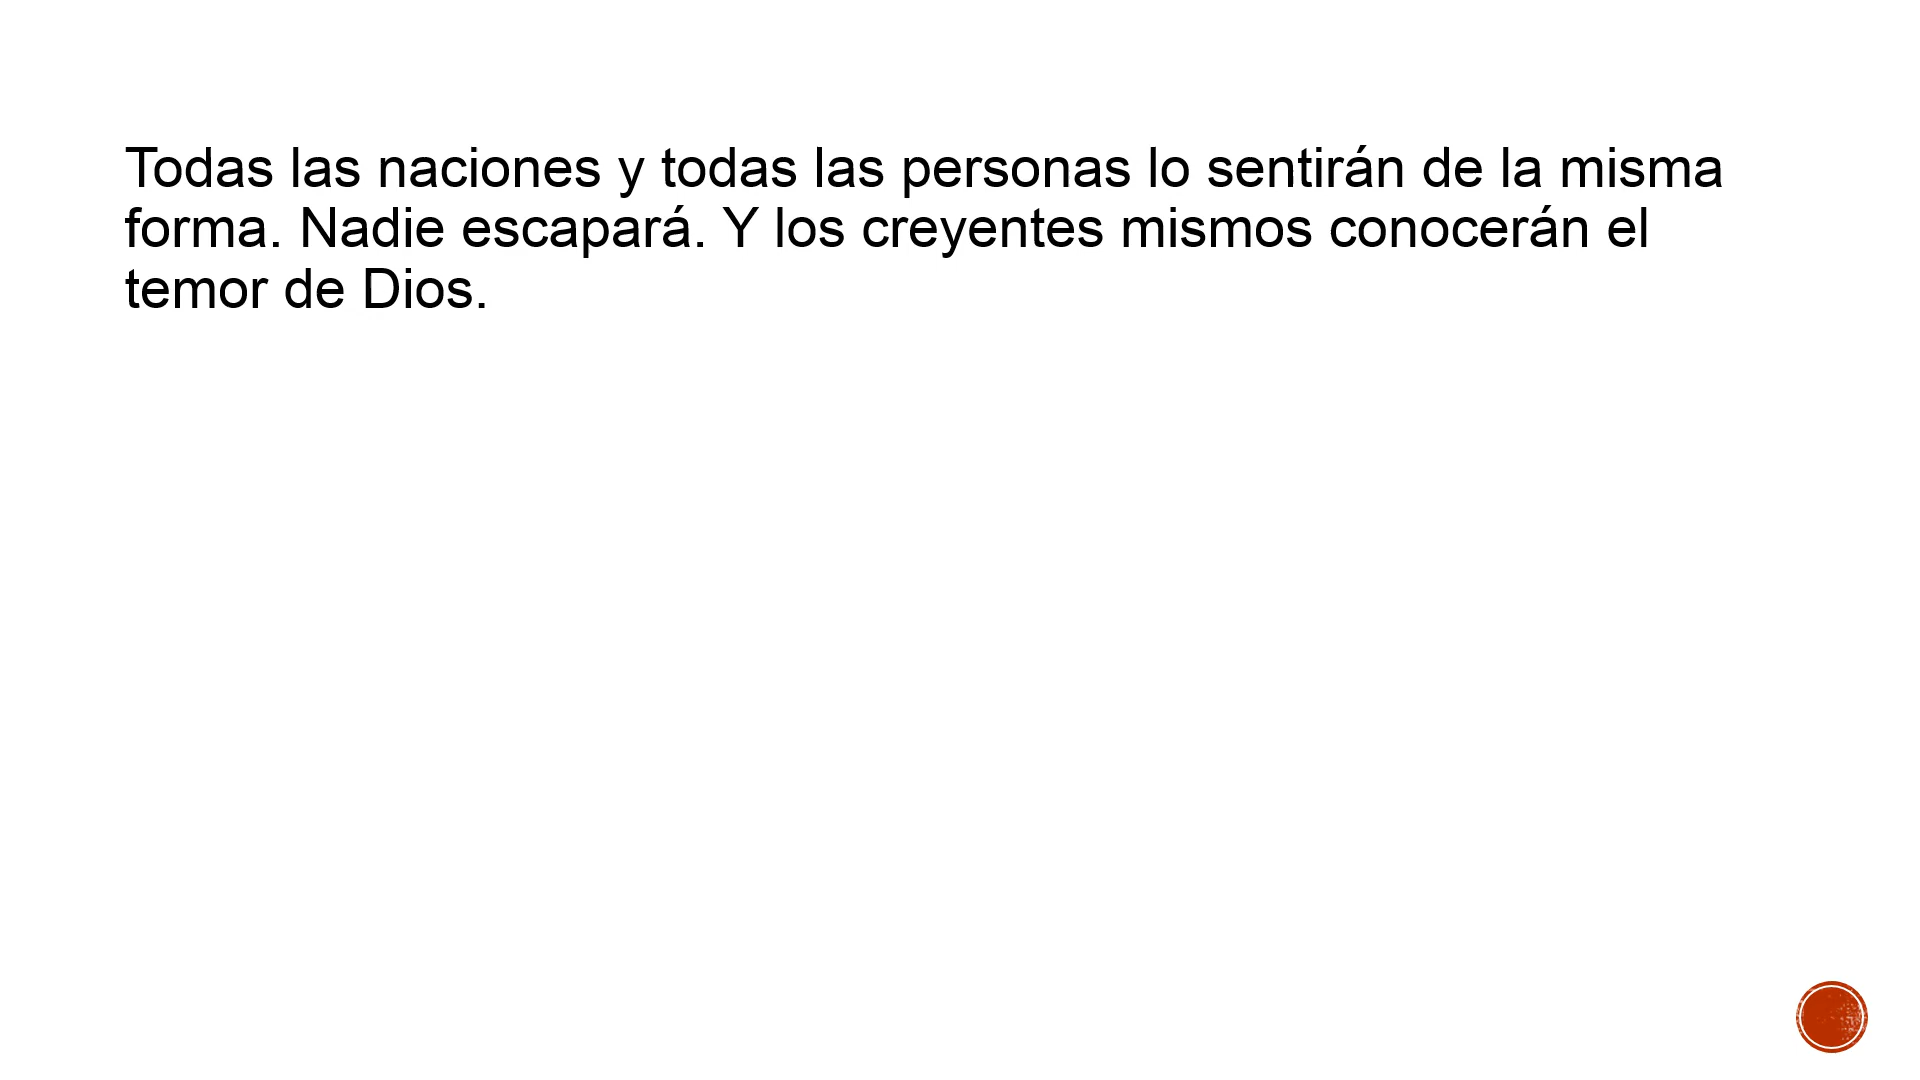 Todas las naciones y todas las personas lo sentirán de la misma
forma. Nadie escapará. Y los creyentes mismos conocerán el
temor de Dios.